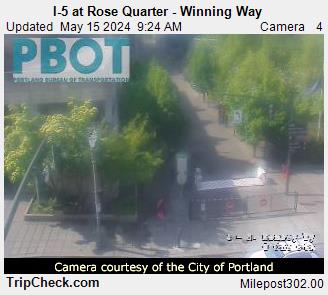 I-5 at Rose Quarter - Winning Way
Updated May 15 2024 9:24 AM Camera 4
PBOT
PORTLAND BUREAU OF TRANSPORTATION
Camera courtesy of the City of Portland
TripCheck.com Milepost302.00